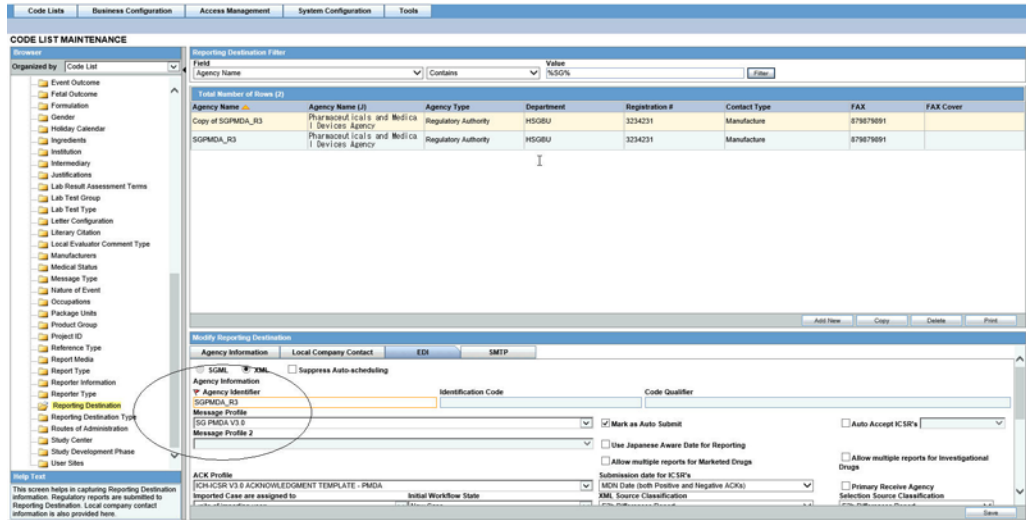 Code Lists Business Configuration Access Management System Configuration Tools
CODE LIST MAINTENANCE
Browser
Organized by Code List
Event Outcome
Fetal Outcome
Formulation
Gender
Holiday Calendar
Ingredients
Institution
Intermediary
Justifications
Lab Result Assessment Terms
Lab Test Group
Lab Test Type
Letter Configuration
Literary Citation
Local Evaluator Comment Type
Manufacturers
Medical Status
Message Type
Nature of Event
Occupations
Package Units
Product Group
Project ID
Reference Type
Report Media
Report Type
Reporter Information
Reporter Type
Reporting Destination
Reporting Destination Type
Routes of Administration
Study Center
Study Development Phase
User Sites
Help Text
This screen helps in capturing Reporting Destination
information. Regulatory reports are submitted to
Reporting Destination. Local company contact
information is also provided here.
Reporting Destination Filter
Field Value
Agency Name Contains %SG% Filter
Total Number of Rows (2)
Agency Name Agency Name (J) Agency Type Department Registration # Contact Type FAX FAX Cover
Copy of SGPMDA_R3 Pharmaceuticals and Medica
l Devices Agency Regulatory Authority HSGBU 3234231 Manufacture 879879891
SGPMDA_R3 Pharmaceuticals and Medica
l Devices Agency Regulatory Authority HSGBU 3234231 Manufacture 879879891
Add New Copy Delete Print
Modify Reporting Destination
Agency Information Local Company Contact EDI SMTP
SGML XML Suppress Auto-scheduling
Agency Information
Agency Identifier Identification Code Code Qualifier
SGPMDA_R3
Message Profile
SG PMDA V3.0 Mark as Auto Submit Auto Accept ICSR's
Message Profile 2
Use Japanese Aware Date for Reporting
Allow multiple reports for Marketed Drugs Allow multiple reports for Investigational
Drugs
ACK Profile Submission date for ICSR's
ICH-ICSR V3.0 ACKNOWLEDGMENT TEMPLATE - PMDA MDN Date (both Positive and Negative ACKs) Primary Receive Agency
Imported Case are assigned to Initial Workflow State XML Source Classification Selection Source Classification
Save